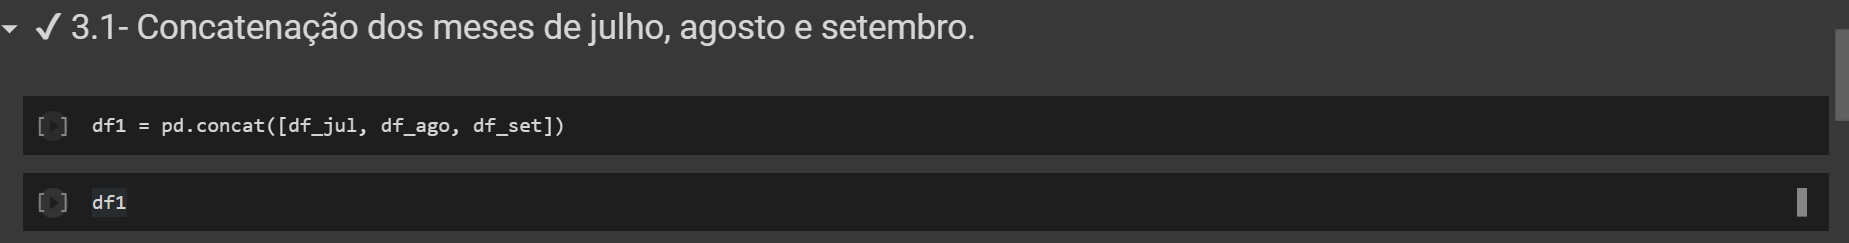 ✓ 3.1- Concatenação dos meses de julho, agosto e setembro.
[ ] df1 = pd.concat([df_jul, df_ago, df_set])
[ ] df1